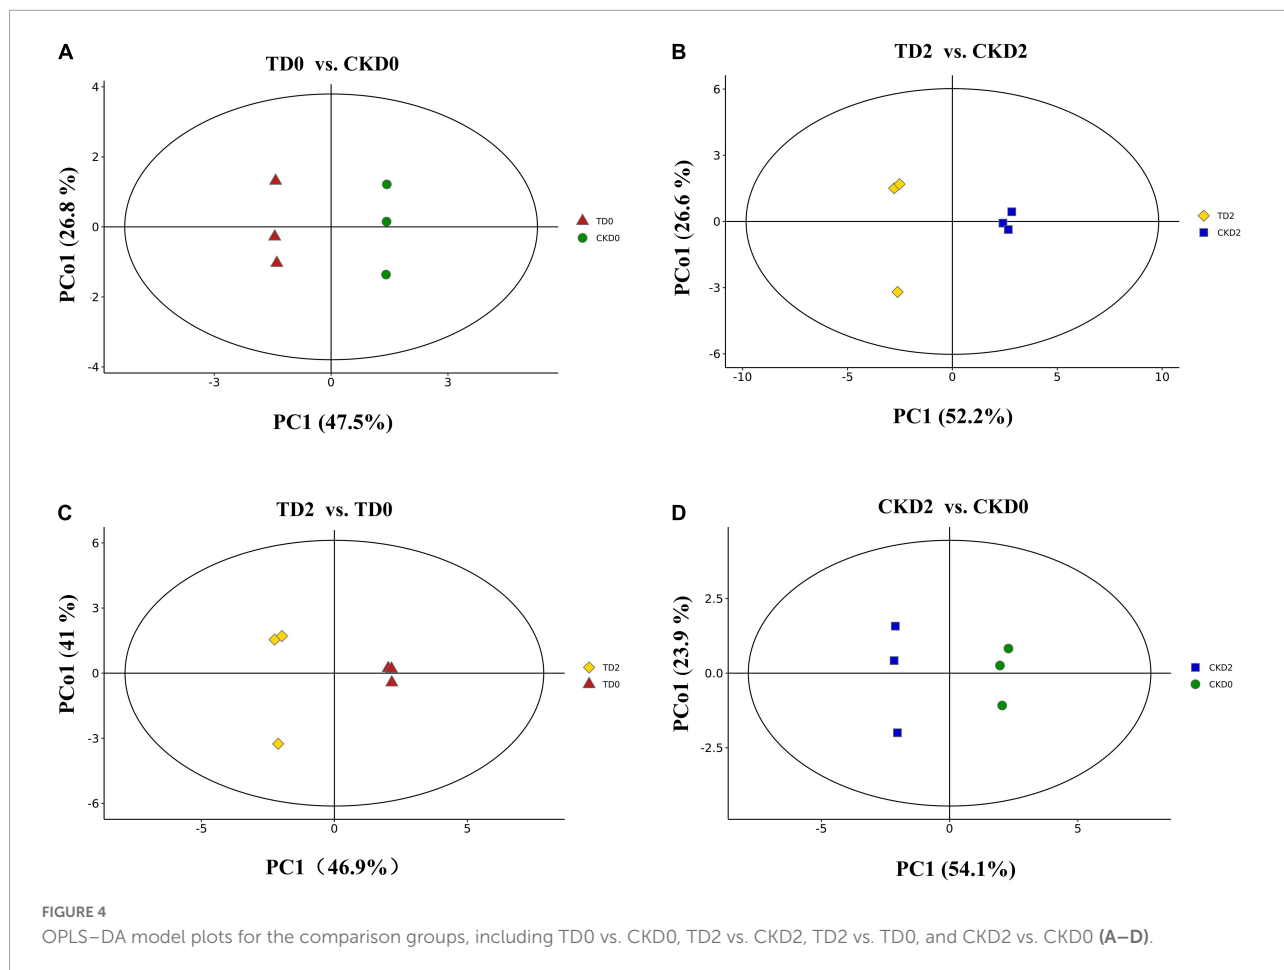 A
TD0 vs. CKD0
PCo1 (26.8 %)
4
2
0
-2
-4
-3
0
3
PC1 (47.5%)
TD0
CKD0
B
TD2 vs. CKD2
PCo1 (26.6 %)
6
3
0
-3
-6
-10
-5
0
5
10
PC1 (52.2%)
TD2
CKD2
C
TD2 vs. TD0
PCo1 (41 %)
6
3
0
-3
-6
-5
0
5
PC1（46.9%）
TD2
TD0
D
CKD2 vs. CKD0
PCo1 (23.9 %)
2.5
0.0
-2.5
-5
0
5
PC1 (54.1%)
CKD2
CKD0
FIGURE 4
OPLS–DA model plots for the comparison groups, including TD0 vs. CKD0, TD2 vs. CKD2, TD2 vs. TD0, and CKD2 vs. CKD0 (A–D).